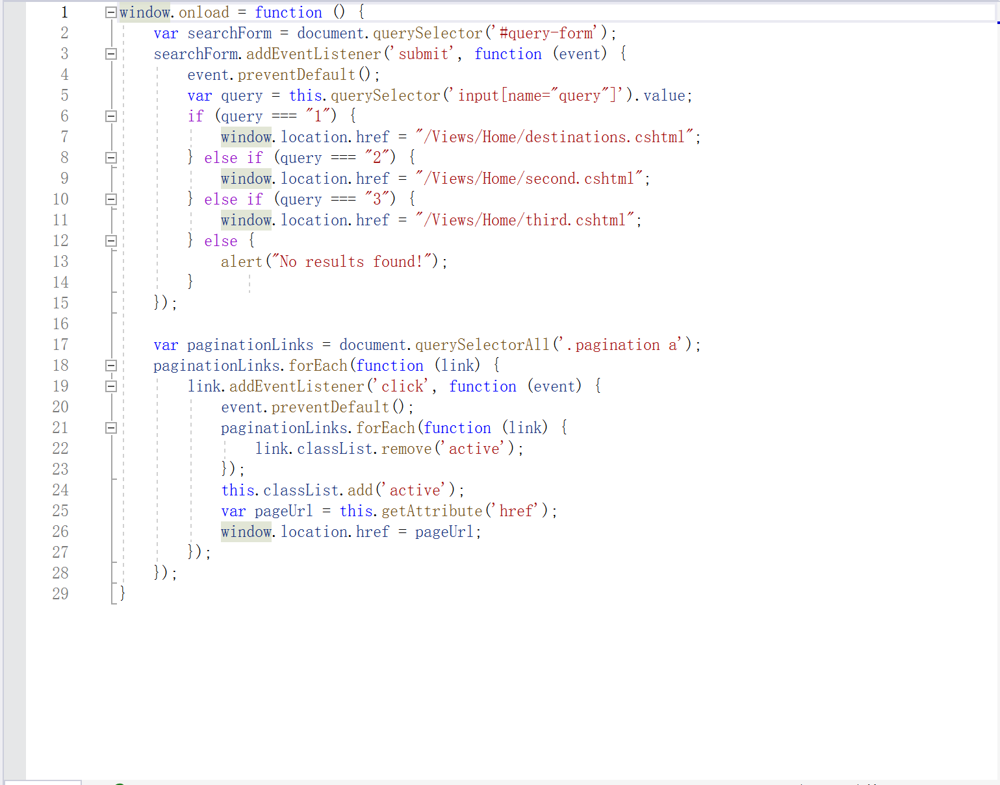 1 window.onload = function () {
2 var searchForm = document.querySelector('#query-form');
3 searchForm.addEventListener('submit', function (event) {
4 event.preventDefault();
5 var query = this.querySelector('input[name="query"]').value;
6 if (query === "1") {
7 window.location.href = "/Views/Home/destinations.cshtml";
8 } else if (query === "2") {
9 window.location.href = "/Views/Home/second.cshtml";
10 } else if (query === "3") {
11 window.location.href = "/Views/Home/third.cshtml";
12 } else {
13 alert("No results found!");
14 }
15 });
16
17 var paginationLinks = document.querySelectorAll('.pagination a');
18 paginationLinks.forEach(function (link) {
19 link.addEventListener('click', function (event) {
20 event.preventDefault();
21 paginationLinks.forEach(function (link) {
22 link.classList.remove('active');
23 });
24 this.classList.add('active');
25 var pageUrl = this.getAttribute('href');
26 window.location.href = pageUrl;
27 });
28 });
29 }